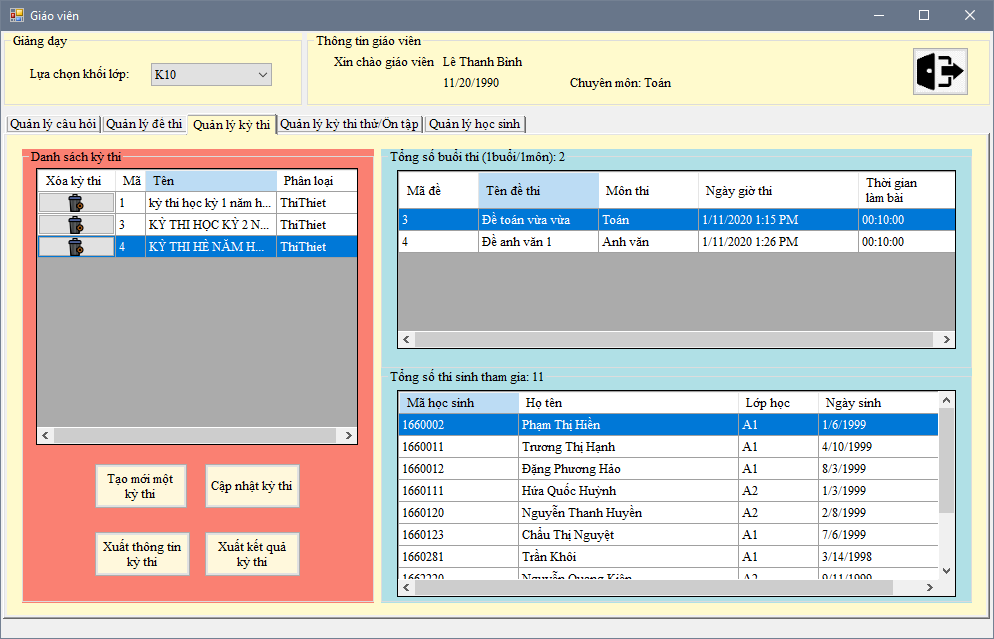 Giáo viên
Giảng dạy
Lựa chọn khối lớp:
K10
Thông tin giáo viên
Xin chào giáo viên
Lê Thanh Bình
11/20/1990
Chuyên môn: Toán
Quản lý câu hỏi
Quản lý đề thi
Quản lý kỳ thi
Quản lý kỳ thi thử/Ôn tập
Quản lý học sinh
Danh sách kỳ thi
Xóa kỳ thi Mã Tên Phân loại
1 kỳ thi học kỳ 1 năm h... ThiThiet
3 KỲ THI HỌC KỲ 2 N... ThiThiet
4 KỲ THI HÈ NĂM H... ThiThiet
Tạo mới một
kỳ thi
Cập nhật kỳ thi
Xuất thông tin
kỳ thi
Xuất kết quả
kỳ thi
Tổng số buổi thi (1buổi/1môn): 2
Mã đề Tên đề thi Môn thi Ngày giờ thi Thời gian
làm bài
3 Đề toán vừa vừa Toán 1/11/2020 1:15 PM 00:10:00
4 Đề anh văn 1 Anh văn 1/11/2020 1:26 PM 00:10:00
Tổng số thí sinh tham gia: 11
Mã học sinh Họ tên Lớp học Ngày sinh
1660002 Phạm Thị Hiền A1 1/6/1999
1660011 Trương Thị Hạnh A1 4/10/1999
1660012 Đặng Phương Hảo A1 8/3/1999
1660111 Hứa Quốc Huỳnh A2 1/3/1999
1660120 Nguyễn Thanh Huyền A2 2/8/1999
1660123 Châu Thị Nguyệt A1 7/6/1999
1660281 Trần Khôi A1 3/14/1998
1662220 Nguyễn Quang Kiên A2 9/11/1999